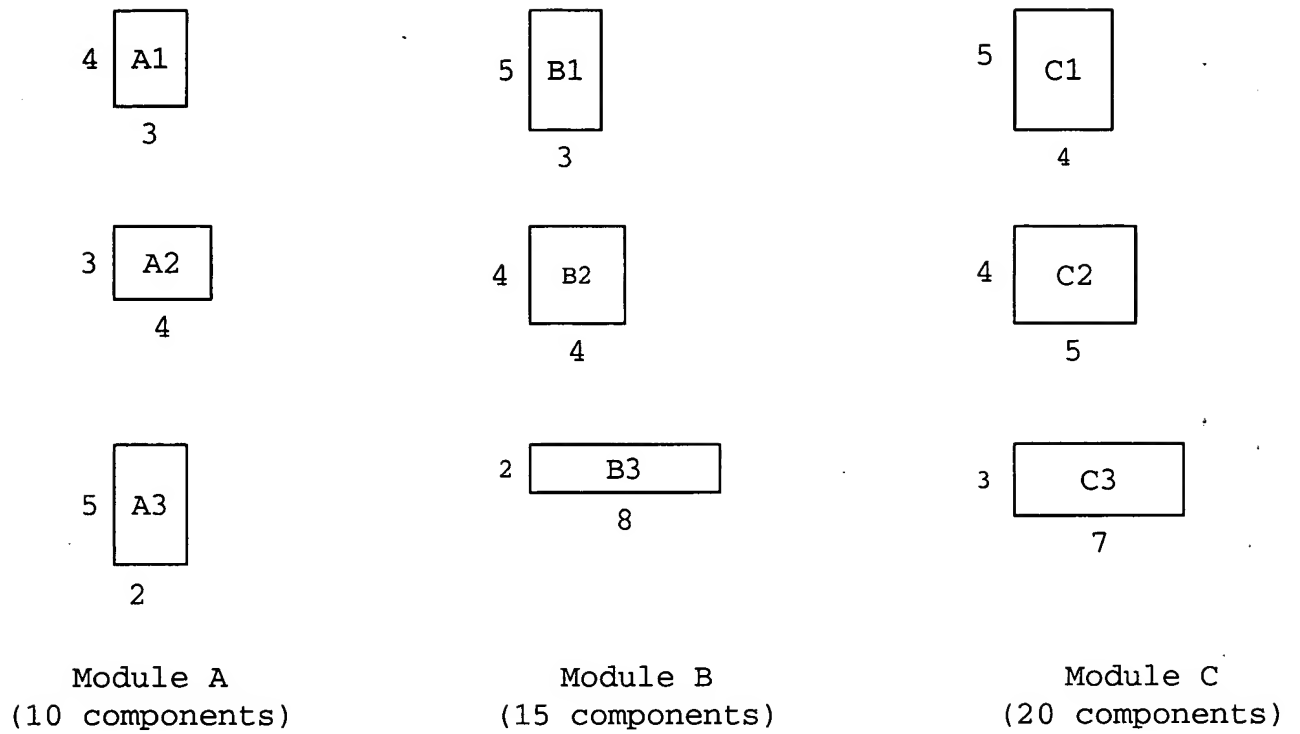 4 A1
3
5 B1
3
5 C1
4
3 A2
4
4 B2
4
4 C2
5
5 A3
2
2 B3
8
3 C3
7
Module A
(10 components)
Module B
(15 components)
Module C
(20 components)